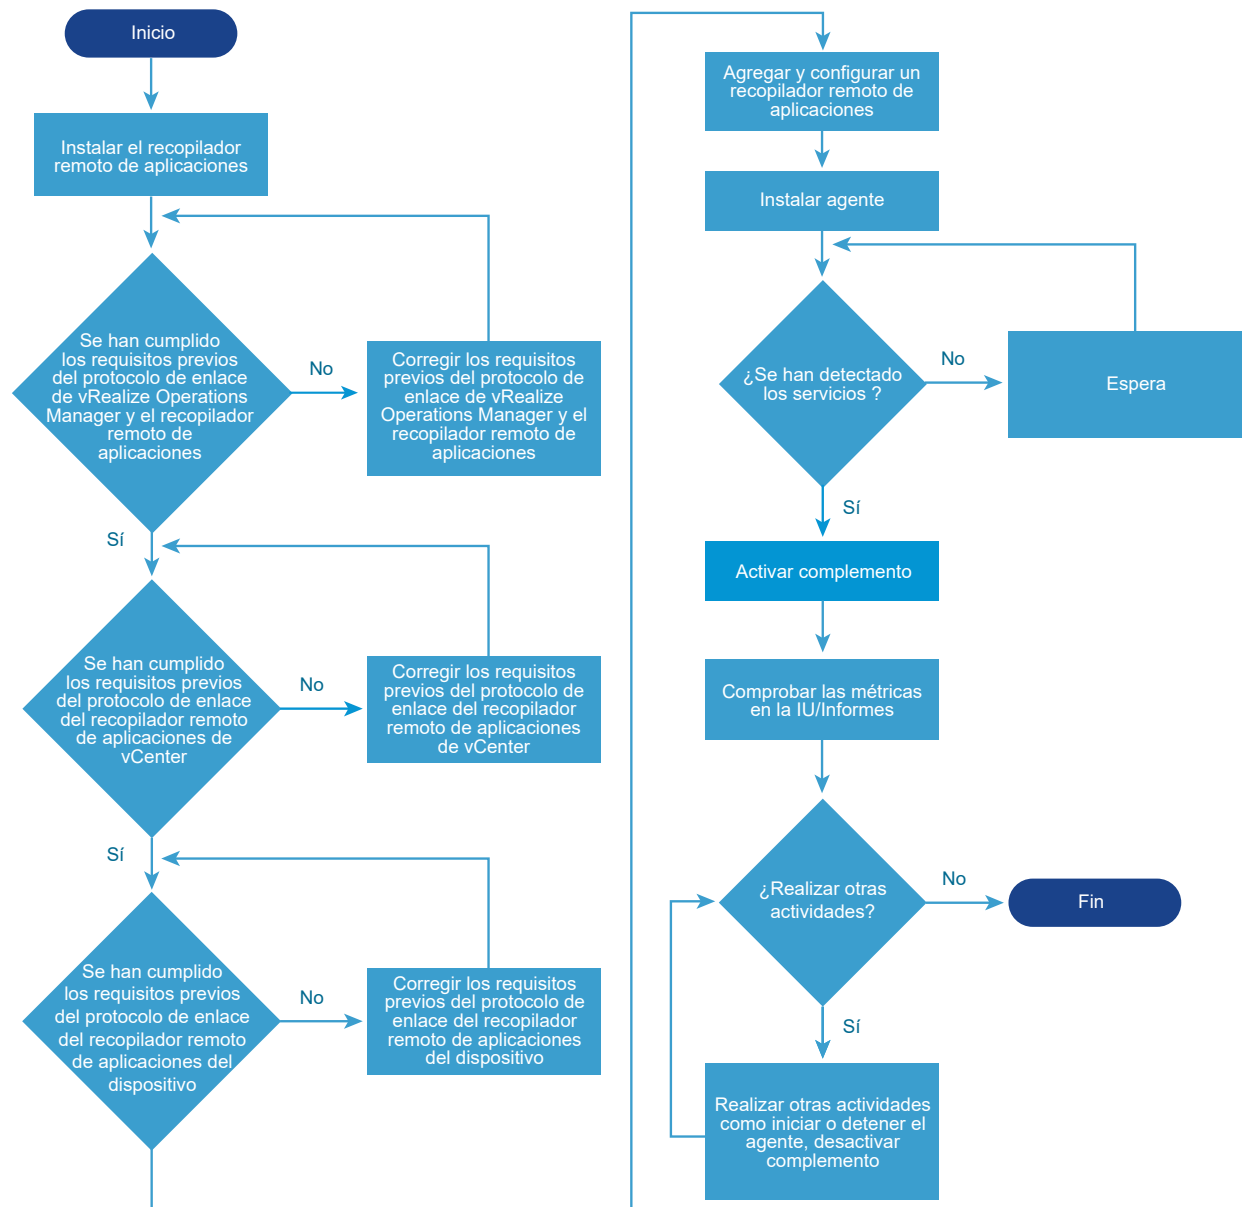 Inicio
Instalar el recopilador
remoto de aplicaciones
Se han cumplido
los requisitos previos
del protocolo de enlace
de vRealize Operations
Manager y el recopilador
remoto de
aplicaciones
No
Corregir los requisitos
previos del protocolo de
enlace de vRealize
Operations Manager y el
recopilador remoto de
aplicaciones
Sí
Se han cumplido
los requisitos previos
del protocolo de enlace
del recopilador remoto
de aplicaciones de
vCenter
No
Corregir los requisitos
previos del protocolo de
enlace del recopilador
remoto de aplicaciones
de vCenter
Sí
Se han cumplido
los requisitos previos
del protocolo de enlace
del recopilador remoto
de aplicaciones del
dispositivo
No
Corregir los requisitos
previos del protocolo de
enlace del recopilador
remoto de aplicaciones
del dispositivo
Agregar y configurar un
recopilador remoto de
aplicaciones
Instalar agente
¿Se han detectado
los servicios ?
No
Espera
Sí
Activar complemento
Comprobar las métricas
en la IU/Informes
¿Realizar otras
actividades?
No
Fin
Sí
Realizar otras actividades
como iniciar o detener el
agente, desactivar
complemento